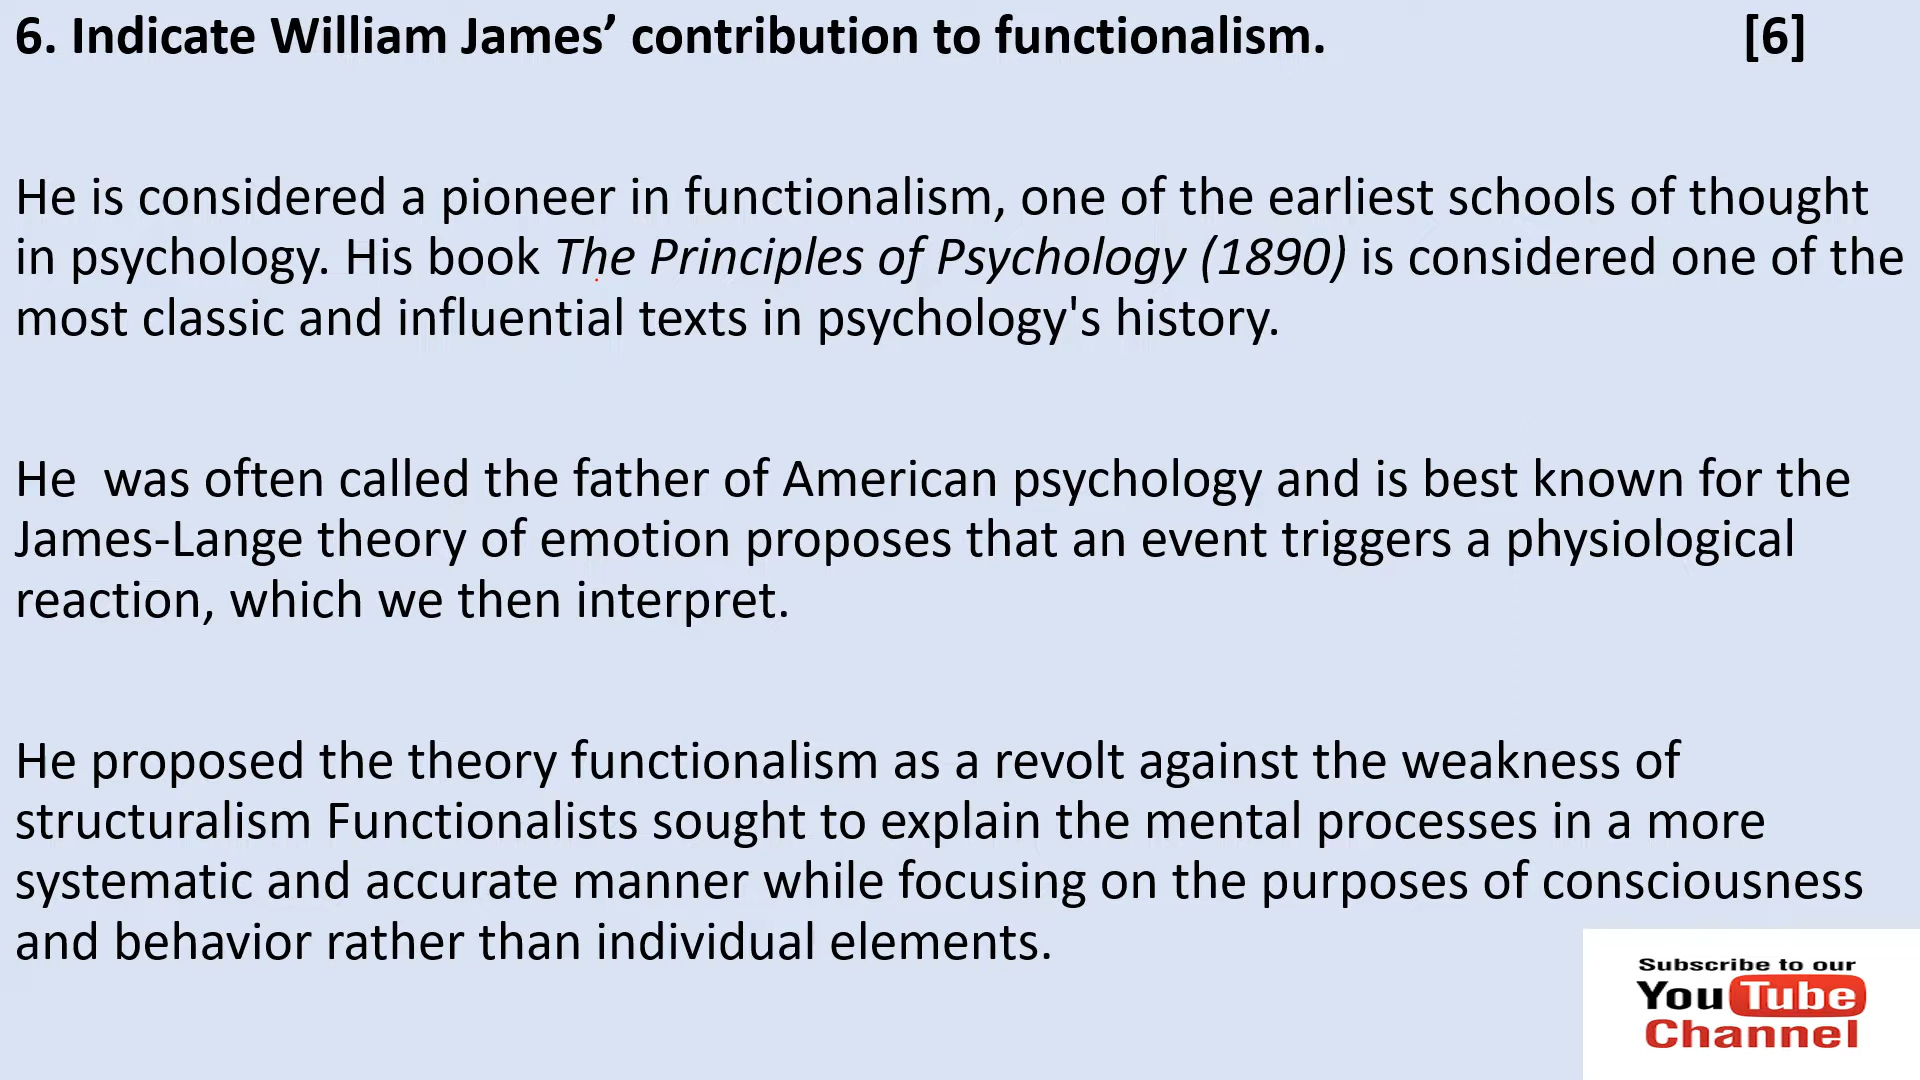 6. Indicate William James’ contribution to functionalism. [6]
He is considered a pioneer in functionalism, one of the earliest schools of thought
in psychology. His book The Principles of Psychology (1890) is considered one of the
most classic and influential texts in psychology's history.
He  was often called the father of American psychology and is best known for the
James-Lange theory of emotion proposes that an event triggers a physiological
reaction, which we then interpret.
He proposed the theory functionalism as a revolt against the weakness of
structuralism Functionalists sought to explain the mental processes in a more
systematic and accurate manner while focusing on the purposes of consciousness
and behavior rather than individual elements.
Subscribe to our
YouTube
Channel